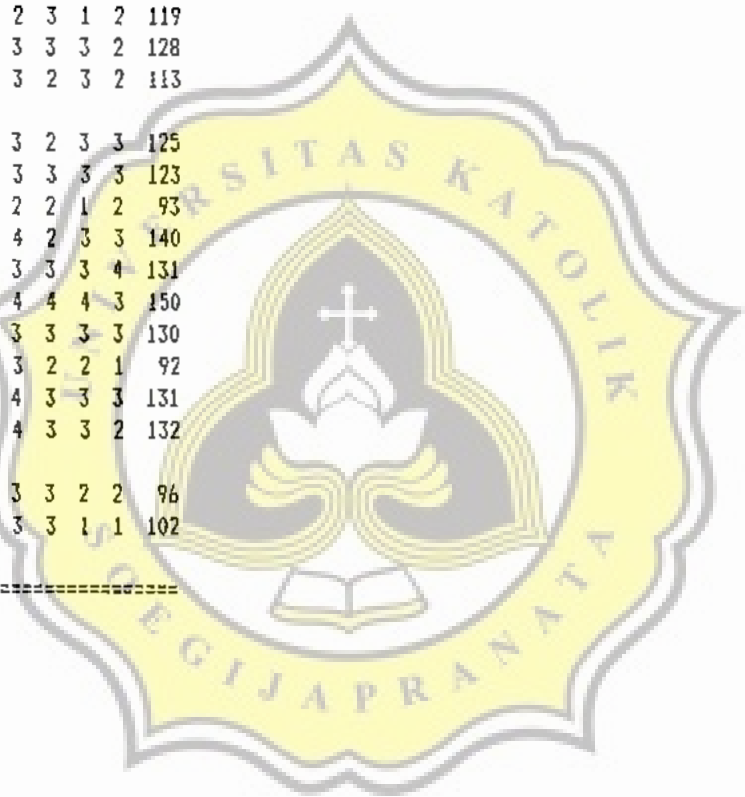 2 3 1 2 119
3 3 3 2 128
3 2 3 2 113
3 2 3 3 125
3 3 3 3 123
2 2 1 2 93
4 2 3 3 140
3 3 3 4 131
4 4 4 3 150
3 3 3 3 130
3 2 2 1 92
4 3 3 3 131
4 3 3 2 132
3 3 2 2 96
3 3 1 1 102
==================
UNIVERSITAS KATOLIK
SOEGIJAPRANATA